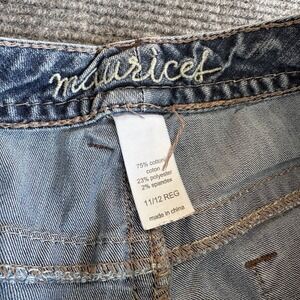 maurices
75% cotton
coton
23% polyester
2% spandex
11/12 REG
made in china